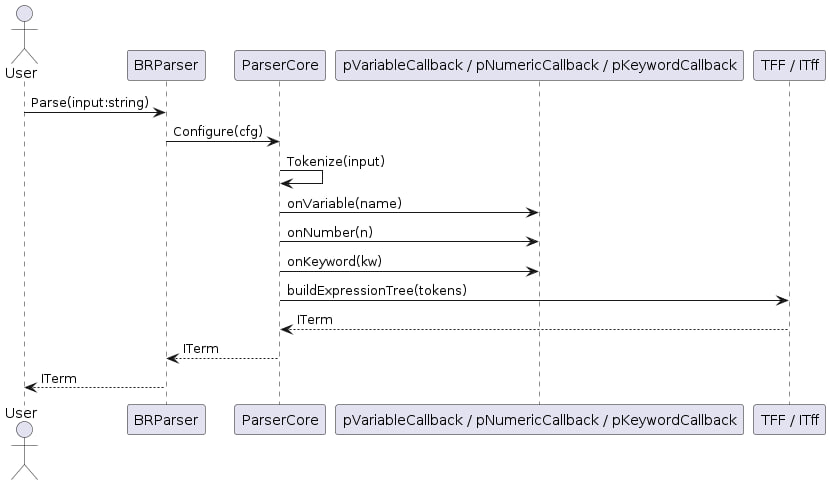 User
BRParser
ParserCore
pVariableCallback / pNumericCallback / pKeywordCallback
TFF / ITff
Parse(input:string)
Configure(cfg)
Tokenize(input)
onVariable(name)
onNumber(n)
onKeyword(kw)
buildExpressionTree(tokens)
ITerm
ITerm
ITerm
User
BRParser
ParserCore
pVariableCallback / pNumericCallback / pKeywordCallback
TFF / ITff